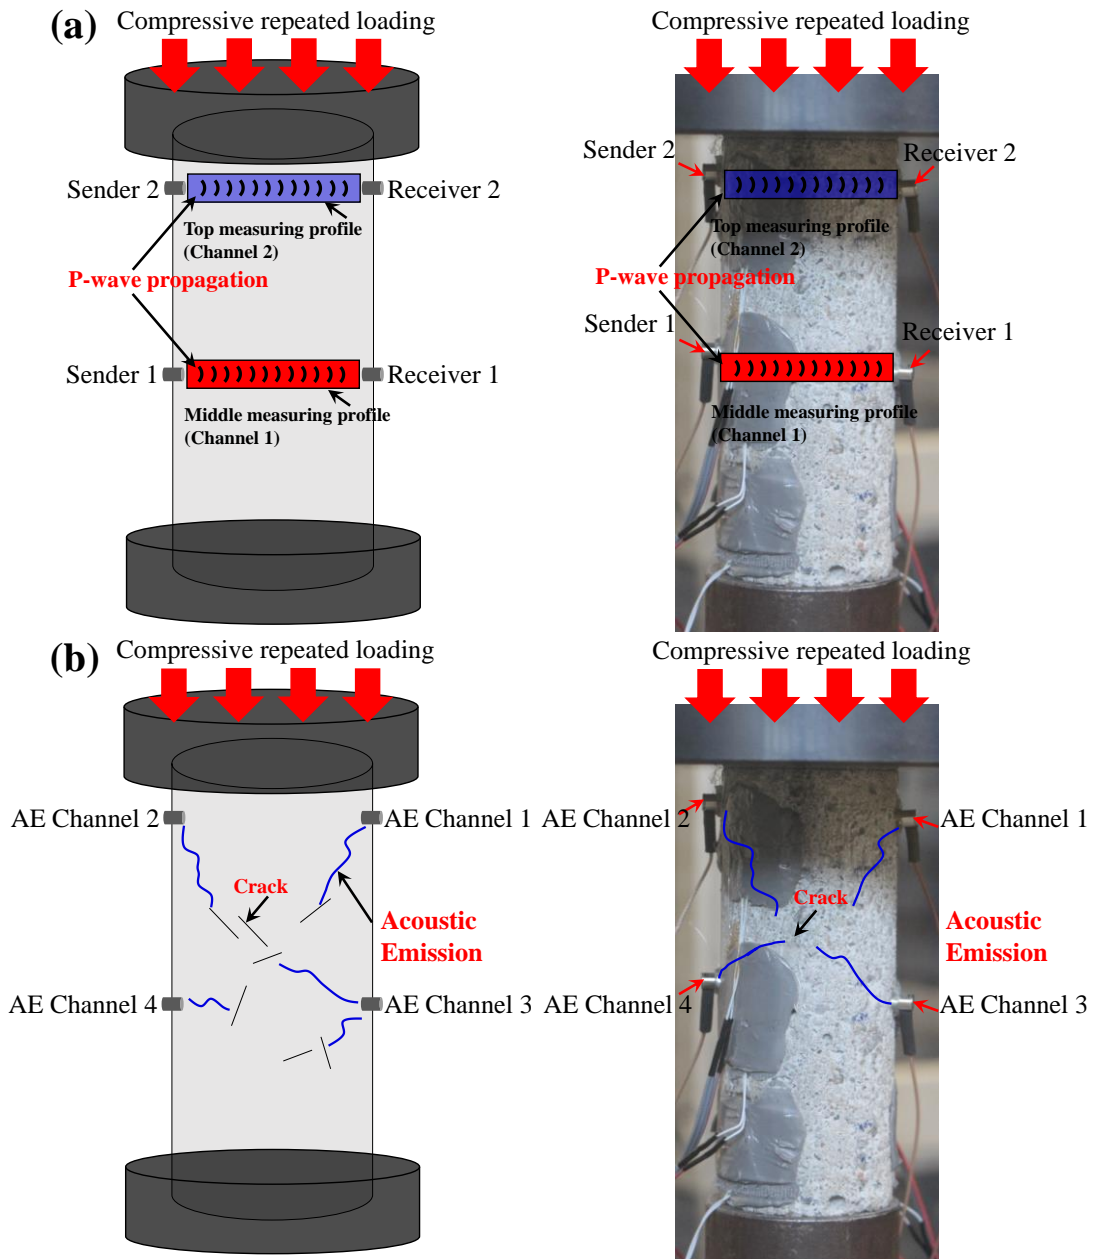 (a)
Compressive repeated loading
Sender 2
Receiver 2
Top measuring profile
(Channel 2)
P-wave propagation
Sender 1
Receiver 1
Middle measuring profile
(Channel 1)
Compressive repeated loading
Sender 2
Receiver 2
Top measuring profile
(Channel 2)
P-wave propagation
Sender 1
Receiver 1
Middle measuring profile
(Channel 1)
(b)
Compressive repeated loading
AE Channel 2
AE Channel 1
Crack
Acoustic
Emission
AE Channel 4
AE Channel 3
Compressive repeated loading
AE Channel 2
AE Channel 1
Crack
Acoustic
Emission
AE Channel 4
AE Channel 3